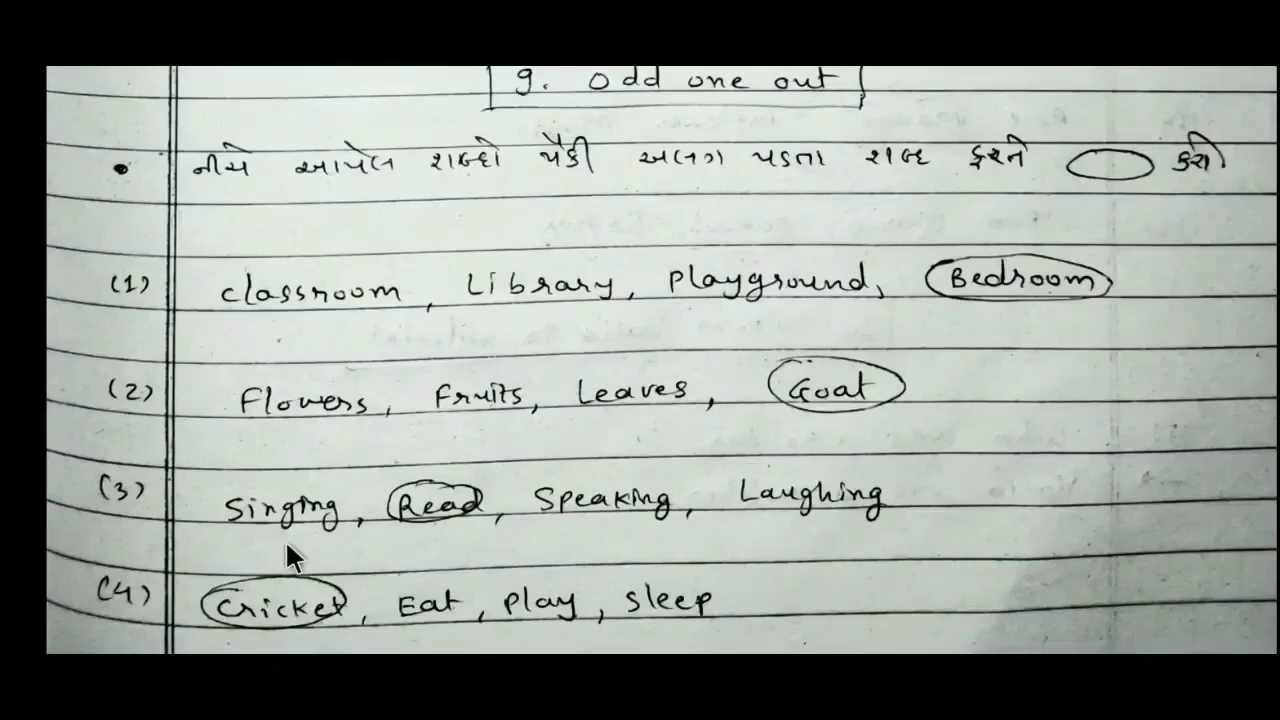 9. Odd one out
• નીચે આપેલ શબ્દો પૈકી અલગ પડતા શબ્દ ફરતે કરો
(1) classroom, Library, Playground, Bedroom
(2) Flowers, Fruits, Leaves, Goat
(3) Singing, Read, Speaking, Laughing
(4) Cricket, Eat, Play, Sleep